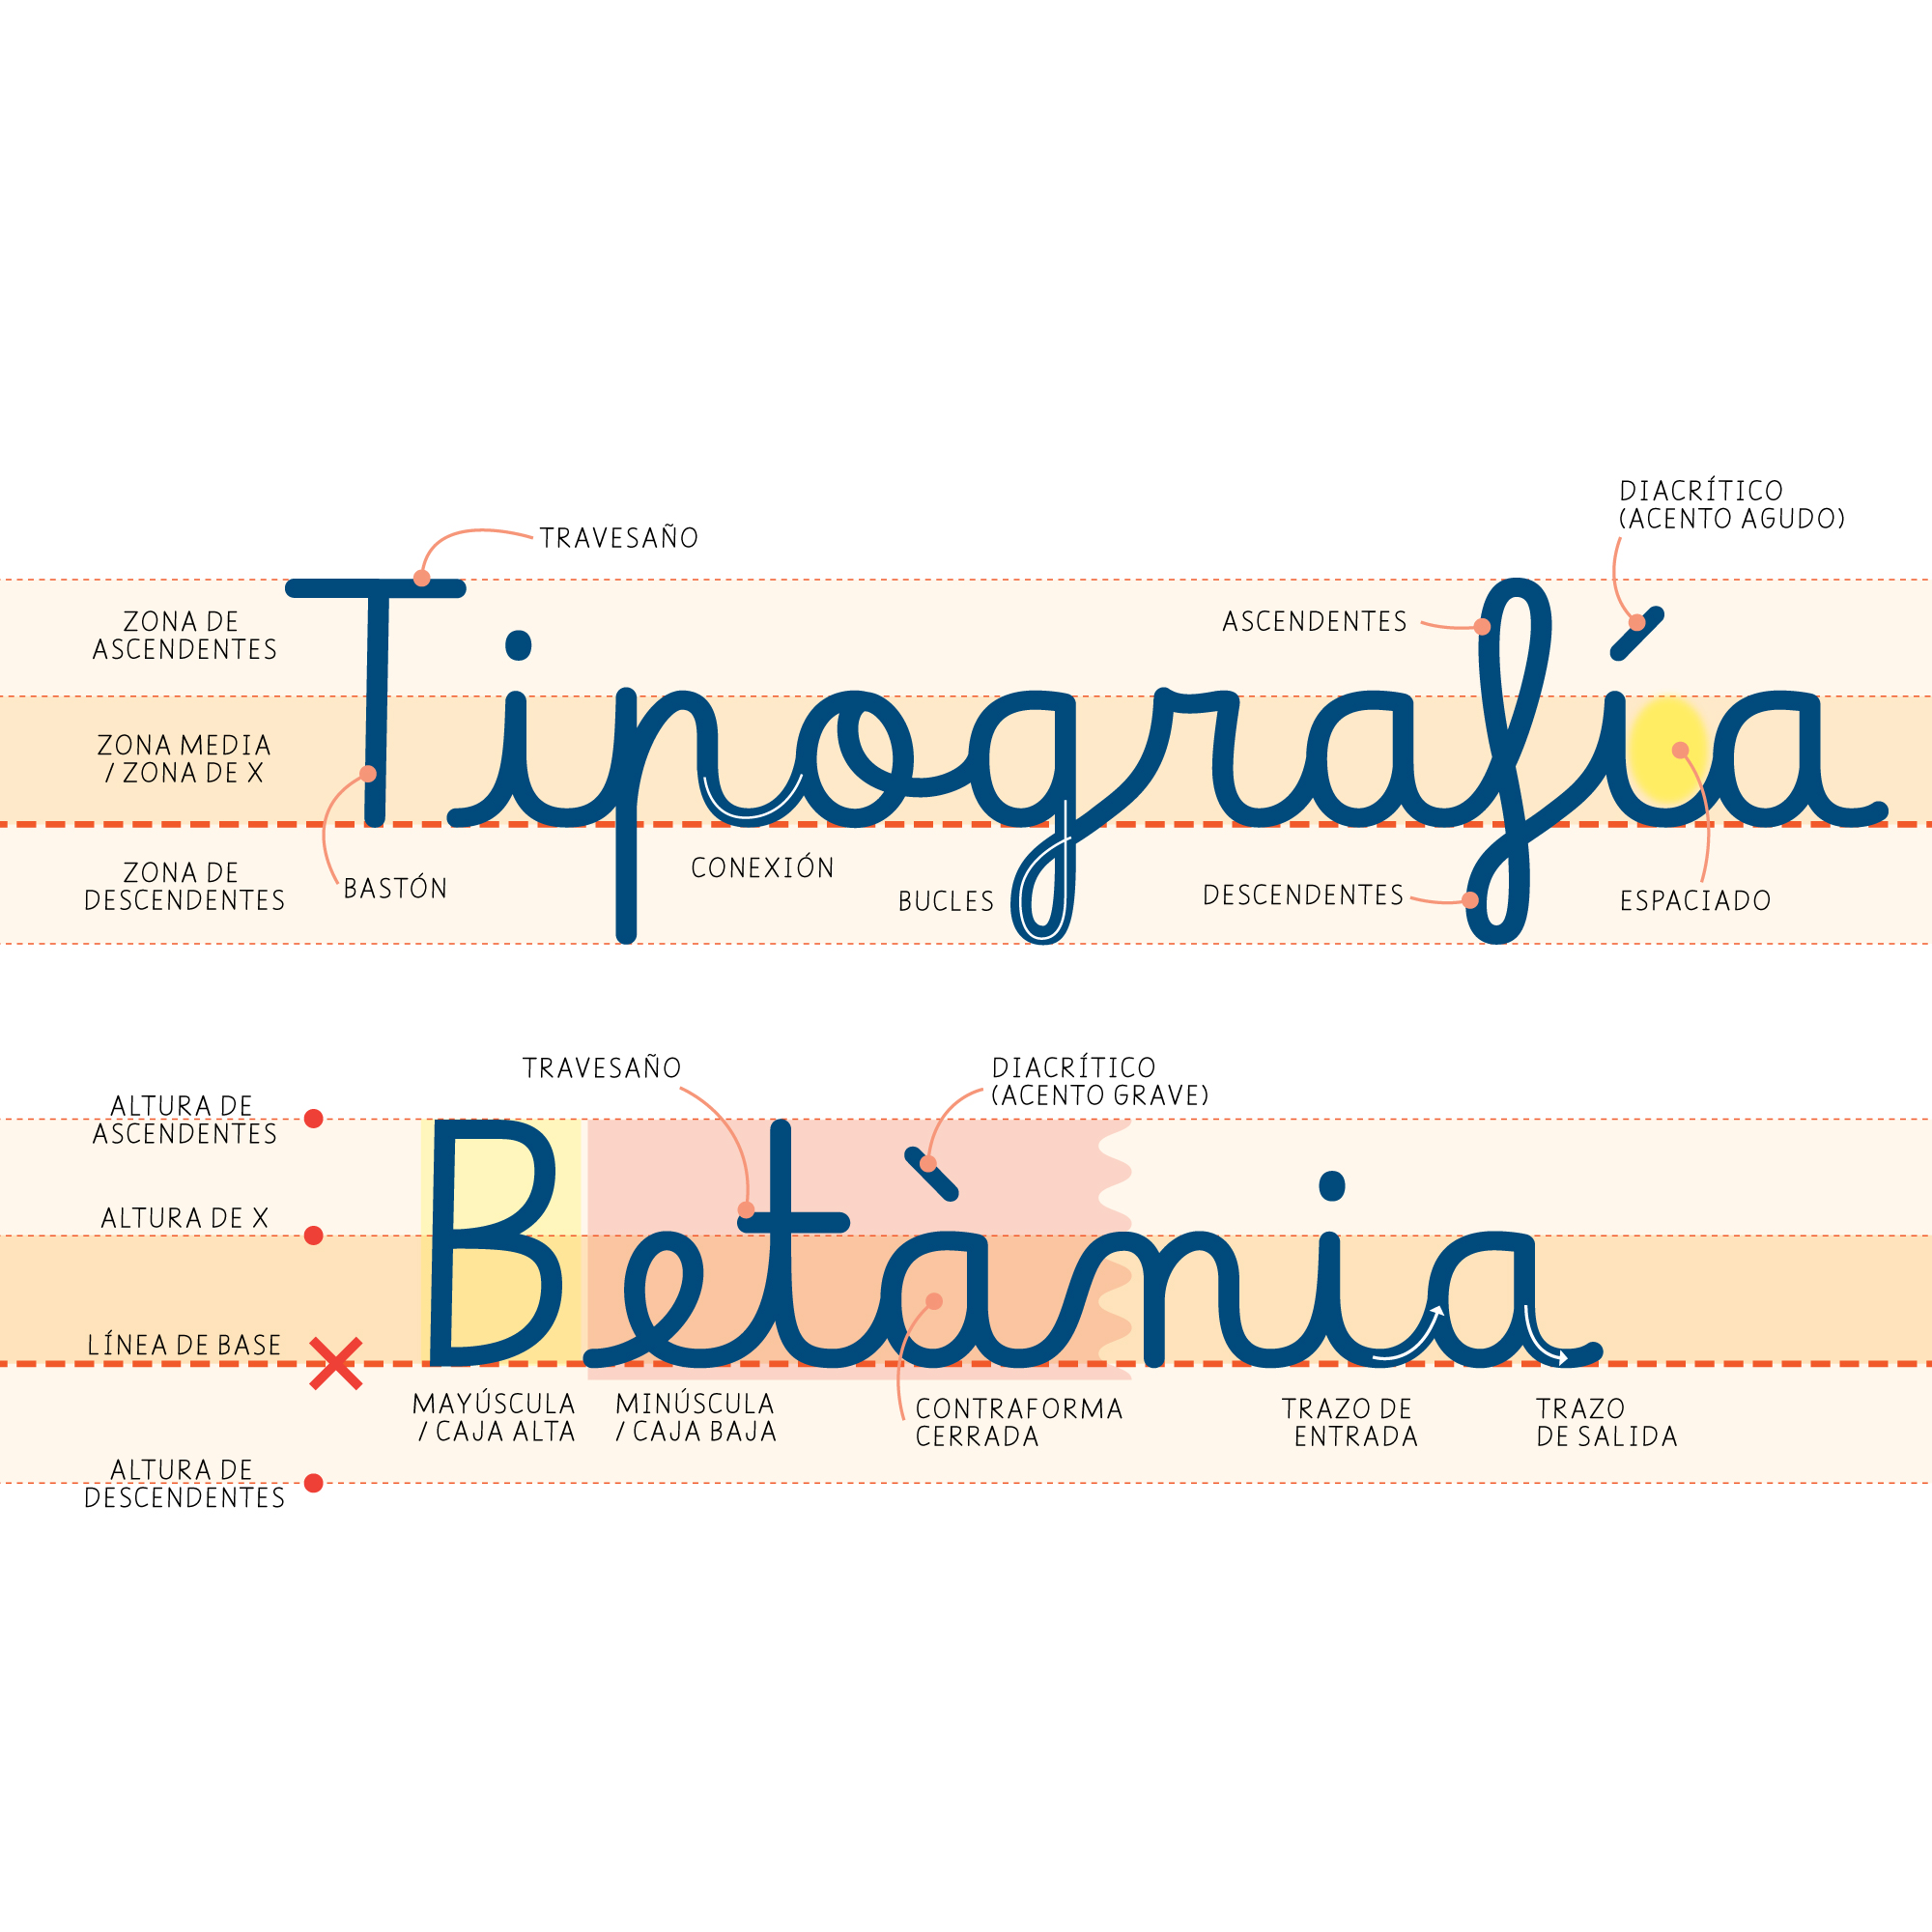 DIACRÍTICO
(ACENTO AGUDO)
TRAVESAÑO
ZONA DE
ASCENDENTES
ASCENDENTES
Tipografía
ZONA MEDIA
/ ZONA DE X
ZONA DE
DESCENDENTES
BASTÓN
CONEXIÓN
BUCLES
DESCENDENTES
ESPACIADO
TRAVESAÑO
DIACRÍTICO
(ACENTO GRAVE)
ALTURA DE
ASCENDENTES
ALTURA DE X
Betània
LÍNEA DE BASE
MAYÚSCULA
/ CAJA ALTA
MINÚSCULA
/ CAJA BAJA
CONTRAFORMA
CERRADA
TRAZO DE
ENTRADA
TRAZO
DE SALIDA
ALTURA DE
DESCENDENTES